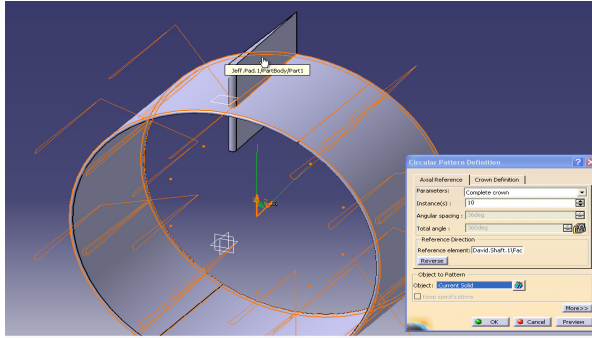 Jeff.Pad.1/PartBody/Part1
Circular Pattern Definition
Axial Reference
Crown Definition
Parameters: Complete crown
Instance(s) : 10
Angular spacing : 36deg
Total angle : 360deg
Reference Direction
Reference element: David.Shaft.1\Fac
Reverse
Object to Pattern
Object: Current Solid
Keep specifications
More>>
OK Cancel Preview